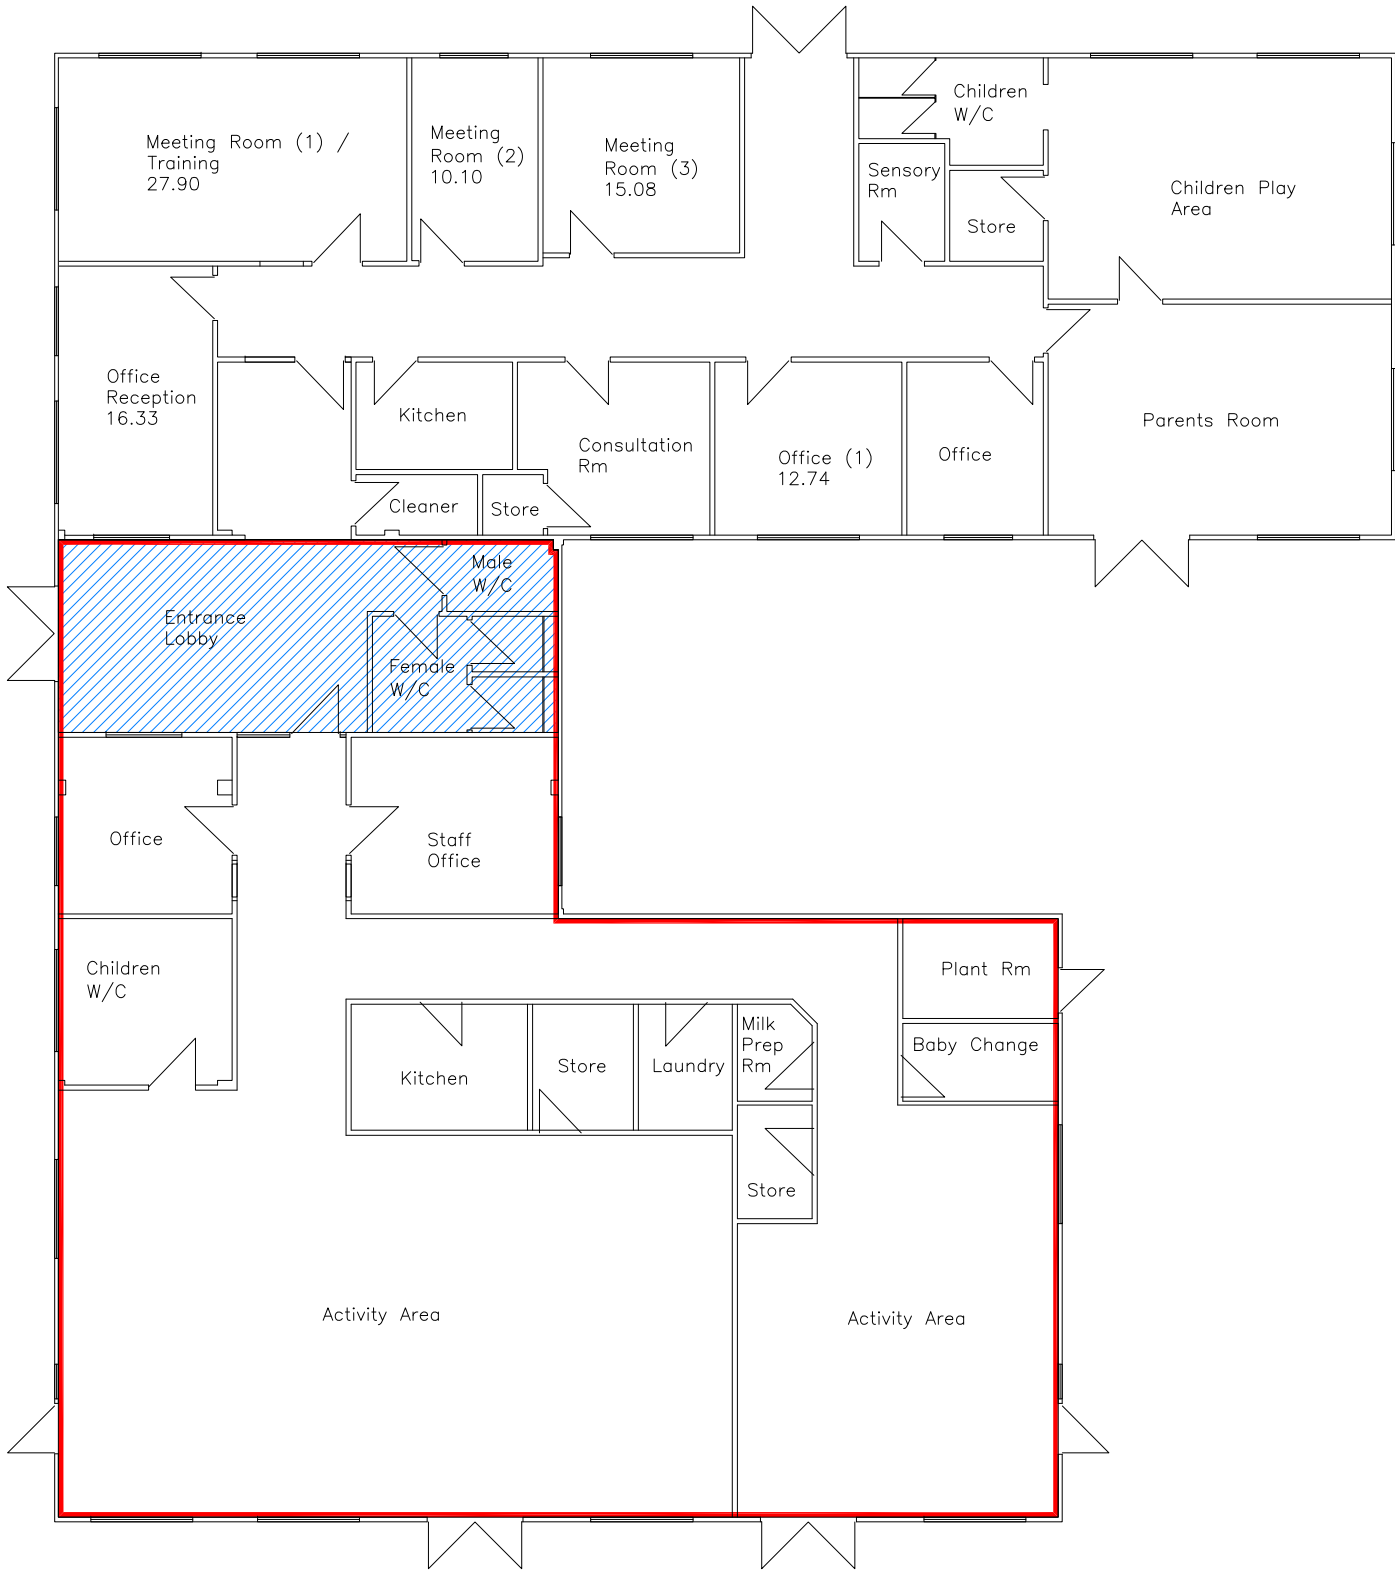 Meeting Room (1) /
Training
27.90
Meeting
Room (2)
10.10
Meeting
Room (3)
15.08
Children
W/C
Sensory
Rm
Store
Children Play
Area
Office
Reception
16.33
Kitchen
Cleaner
Store
Consultation
Rm
Office (1)
12.74
Office
Parents Room
Male
W/C
Entrance
Lobby
Female
W/C
Office
Staff
Office
Children
W/C
Plant Rm
Baby Change
Kitchen
Store
Laundry
Milk
Prep
Rm
Store
Activity Area
Activity Area